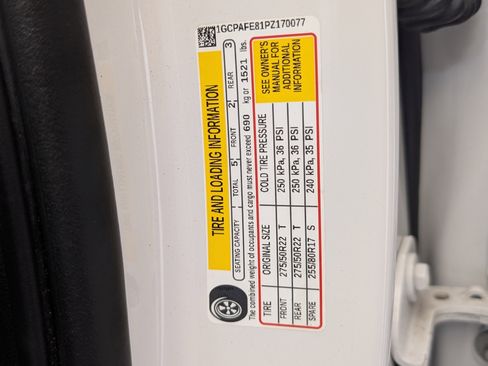 1GCPAFE81PZ170077
TIRE AND LOADING INFORMATION
SEATING CAPACITY : TOTAL 5; FRONT 2; REAR 3
The combined weight of occupants and cargo must never exceed 690 kg or 1521 lbs.
TIRE ORIGINAL SIZE COLD TIRE PRESSURE
FRONT 275/50R22 T 250 kPa, 36 PSI
REAR 275/50R22 T 250 kPa, 36 PSI
SPARE 255/80R17 S 240 kPa, 35 PSI
SEE OWNER'S
MANUAL FOR
ADDITIONAL
INFORMATION